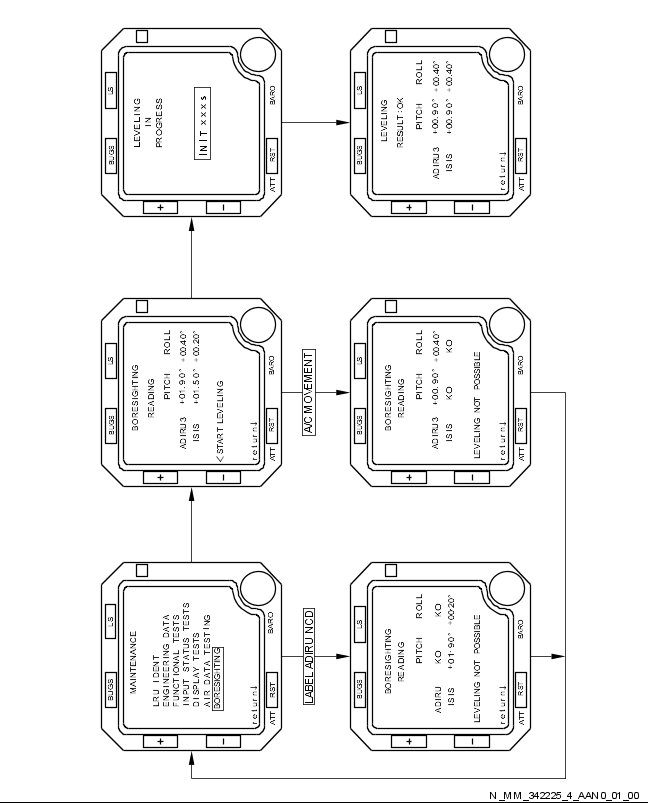 BUGS
LS
ATT
RST
BARO
+
−
MAINTENANCE
LRU IDENT
ENGINEERING DATA
FUNCTIONAL TESTS
INPUT STATUS TESTS
DISPLAY TESTS
AIR DATA TESTING
BORESIGHTING
return↓
LABEL ADIRU NCD
BUGS
LS
ATT
RST
BARO
+
−
BORESIGHTING
READING
PITCH ROLL
ADIRU KO KO
ISIS +01.90° +00.20°
LEVELING NOT POSSIBLE
return↓
BUGS
LS
ATT
RST
BARO
+
−
BORESIGHTING
READING
PITCH ROLL
ADIRU3 +01.90° +00.40°
ISIS +01.50° +00.20°
<START LEVELING
return↓
A/C MOVEMENT
BUGS
LS
ATT
RST
BARO
+
−
BORESIGHTING
READING
PITCH ROLL
ADIRU3 +00.90° +00.40°
ISIS KO KO
LEVELING NOT POSSIBLE
return↓
BUGS
LS
ATT
RST
BARO
+
−
LEVELING
IN
PROGRESS
INIT xxx s
BUGS
LS
ATT
RST
BARO
+
−
LEVELING
RESULT:OK
PITCH ROLL
ADIRU3 +00.90° +00.40°
ISIS +00.90° +00.40°
return↓
N_MM_342225_4_AAN0_01_00